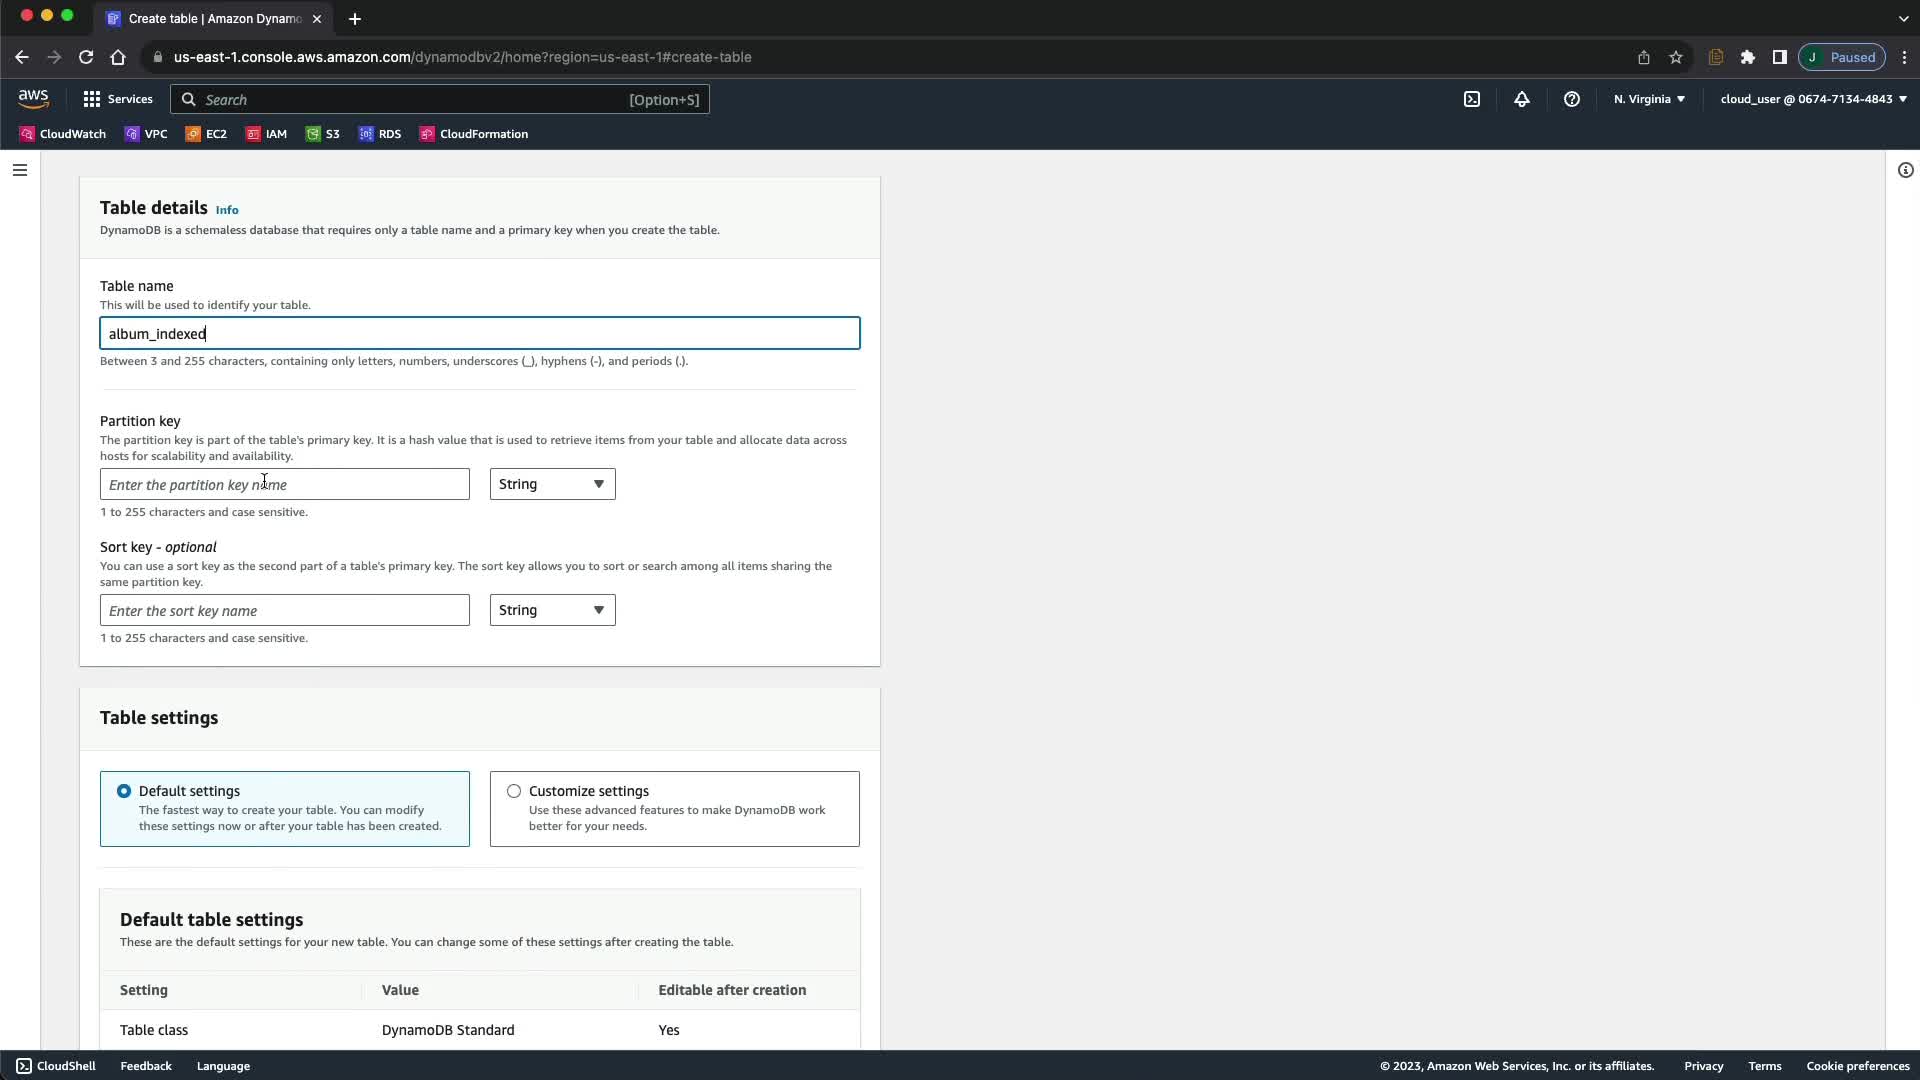 Create table | Amazon Dynamo
us-east-1.console.aws.amazon.com/dynamodbv2/home?region=us-east-1#create-table
J Paused
aws
Services
Search
[Option+S]
N. Virginia
cloud_user @ 0674-7134-4843
CloudWatch VPC EC2 IAM S3 RDS CloudFormation
Table details Info
DynamoDB is a schemaless database that requires only a table name and a primary key when you create the table.
Table name
This will be used to identify your table.
album_indexed
Between 3 and 255 characters, containing only letters, numbers, underscores (_), hyphens (-), and periods (.).
Partition key
The partition key is part of the table's primary key. It is a hash value that is used to retrieve items from your table and allocate data across
hosts for scalability and availability.
Enter the partition key name
String
1 to 255 characters and case sensitive.
Sort key - optional
You can use a sort key as the second part of a table's primary key. The sort key allows you to sort or search among all items sharing the
same partition key.
Enter the sort key name
String
1 to 255 characters and case sensitive.
Table settings
Default settings
The fastest way to create your table. You can modify
these settings now or after your table has been created.
Customize settings
Use these advanced features to make DynamoDB work
better for your needs.
Default table settings
These are the default settings for your new table. You can change some of these settings after creating the table.
Setting Value Editable after creation
Table class DynamoDB Standard Yes
CloudShell Feedback Language
© 2023, Amazon Web Services, Inc. or its affiliates. Privacy Terms Cookie preferences